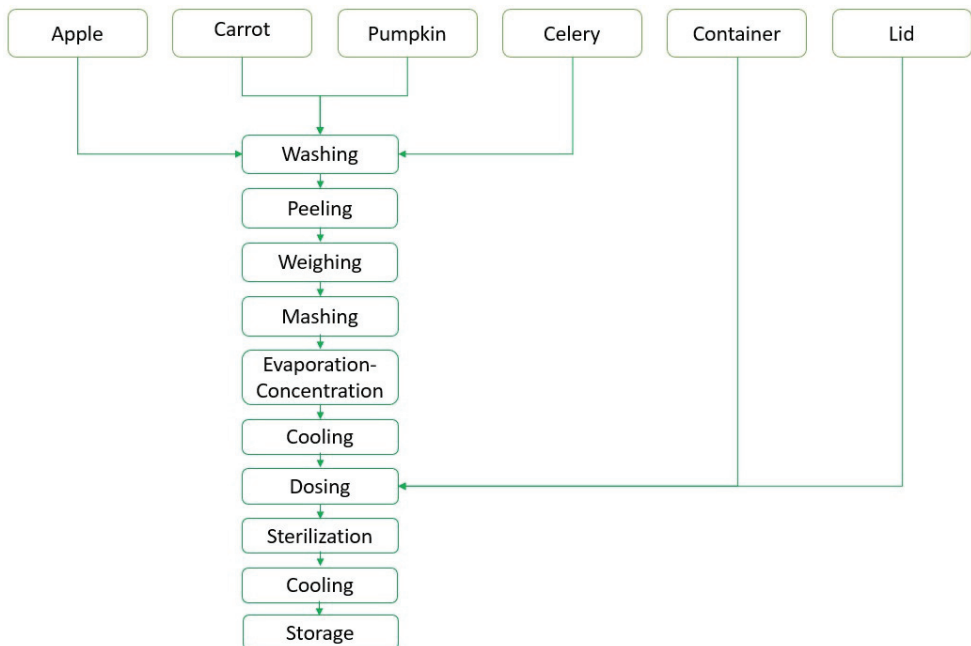 Apple
Carrot
Pumpkin
Celery
Container
Lid
Washing
Peeling
Weighing
Mashing
Evaporation-
Concentration
Cooling
Dosing
Sterilization
Cooling
Storage